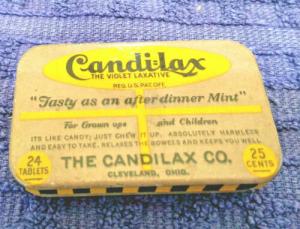 Candi-lax
THE VIOLET LAXATIVE
REG. U.S. PAT. OFF.
"Tasty as an after dinner Mint"
For Grown ups and Children
ITS LIKE CANDY; JUST CHEW IT UP. ABSOLUTELY HARMLESS
AND EASY TO TAKE. RELAXES THE BOWELS AND KEEPS YOU WELL
24
TABLETS
THE CANDILAX CO.
CLEVELAND, OHIO.
25
CENTS